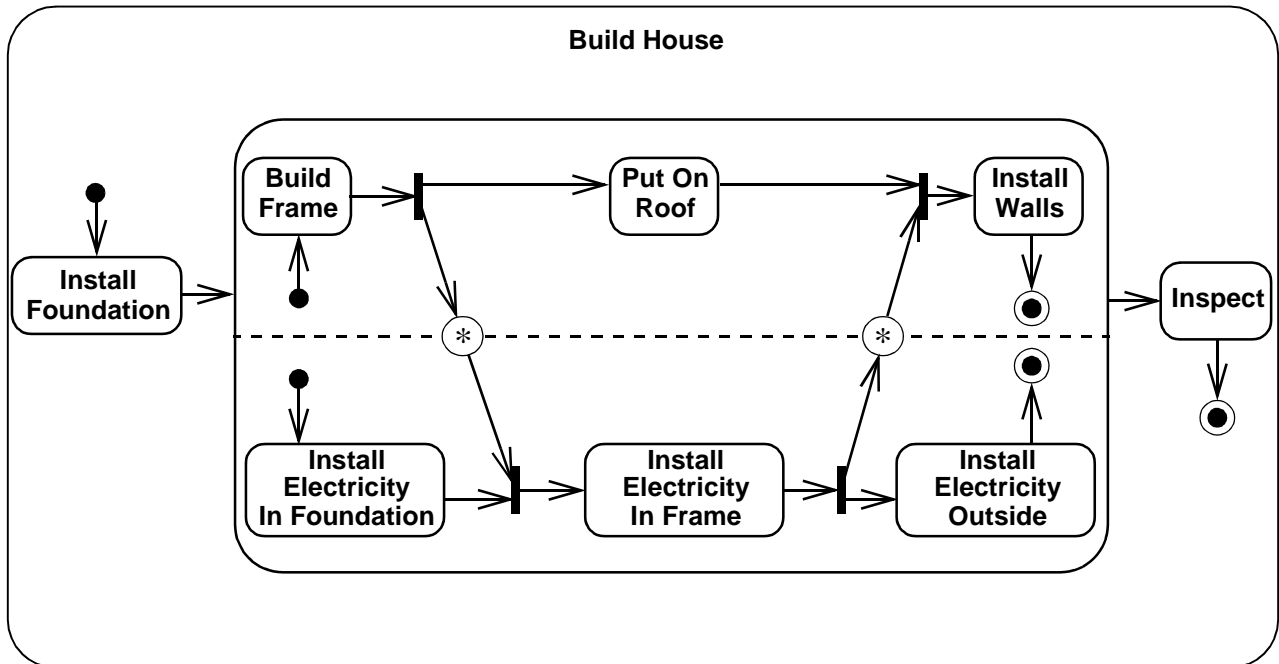 Build House
Build
Frame
Put On
Roof
Install
Walls
Install
Foundation
Inspect
*
*
Install
Electricity
In Foundation
Install
Electricity
In Frame
Install
Electricity
Outside